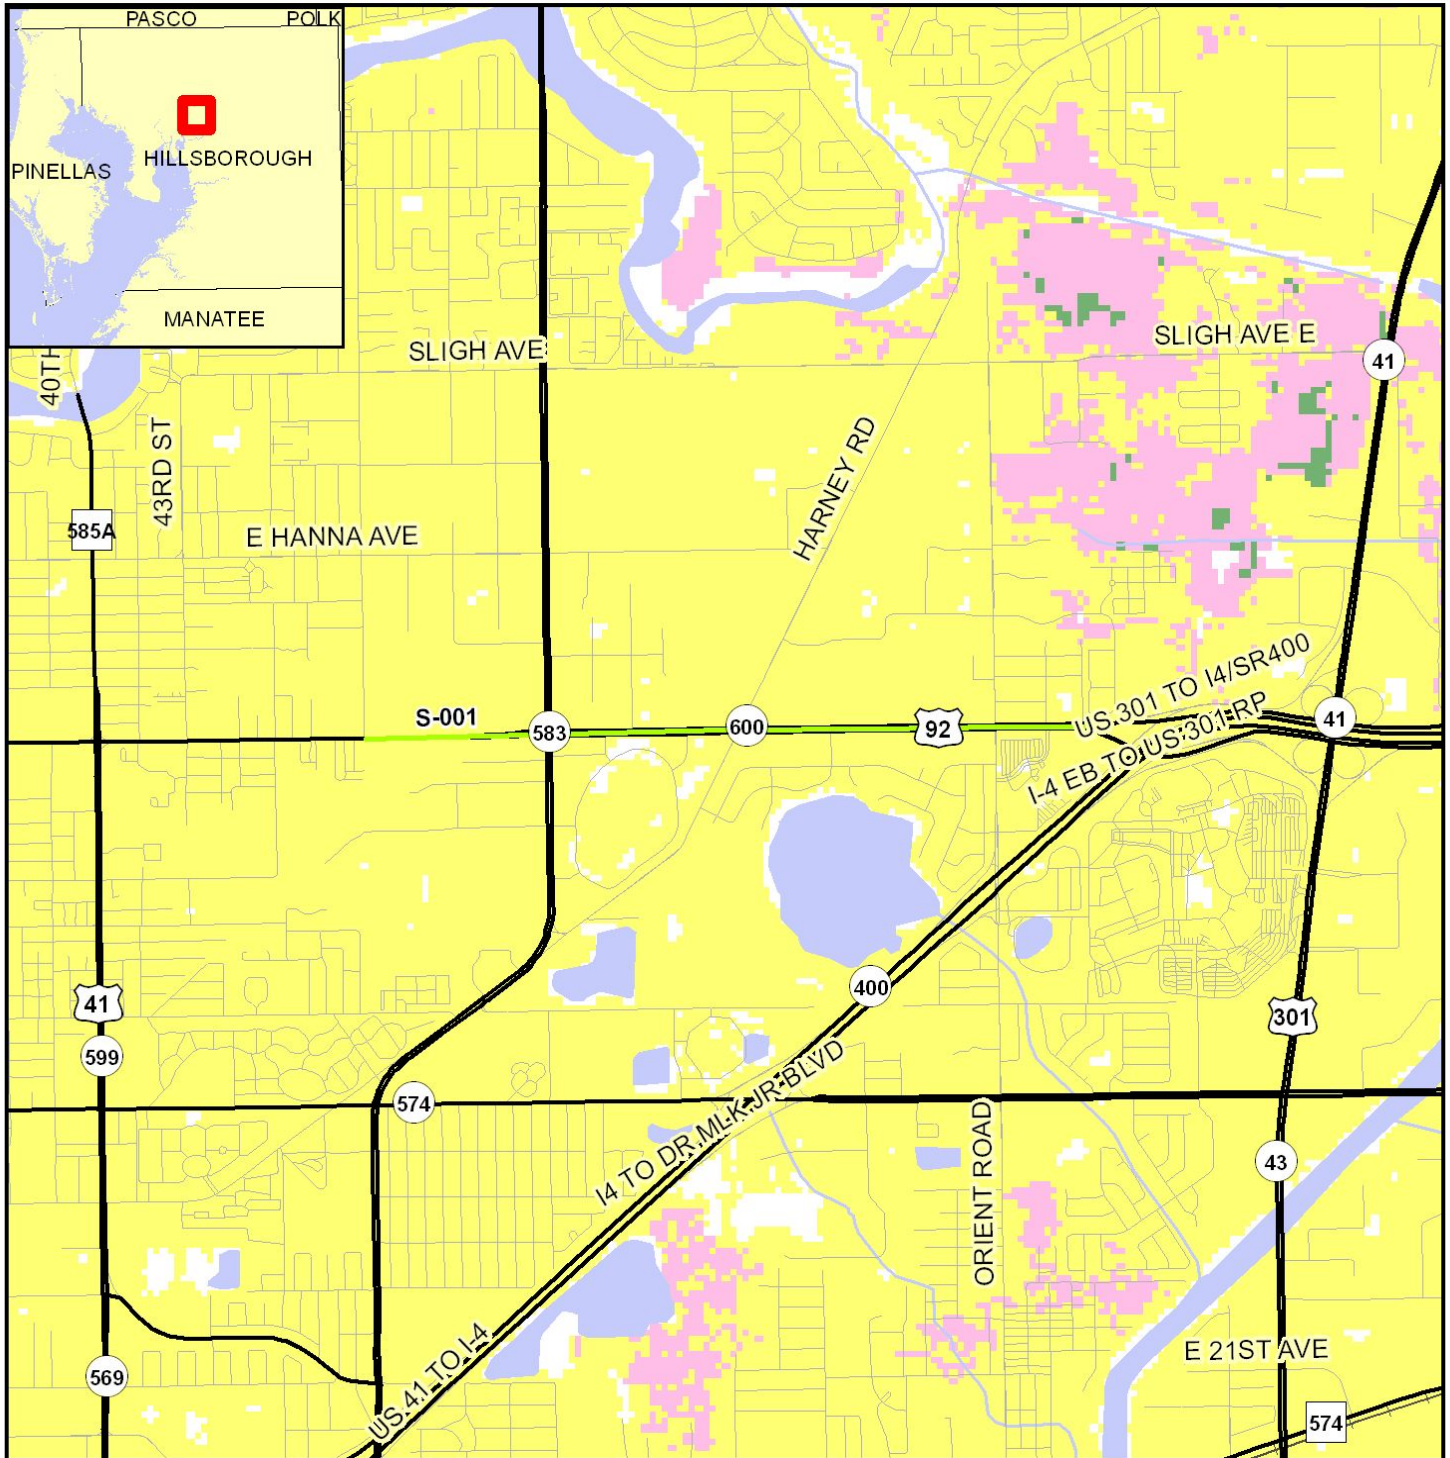 PASCO
POLK
PINELLAS
HILLSBOROUGH
MANATEE
SLIGH AVE
SLIGH AVE E
41
40TH
43RD ST
HARNEY RD
585A
E HANNA AVE
US 301 TO I4/SR400
S-001
583
600
92
41
I-4 EB TO US 301 RP
41
400
301
599
574
I4 TO DR MLK JR BLVD
ORIENT ROAD
43
US 41 TO I-4
E 21ST AVE
569
574